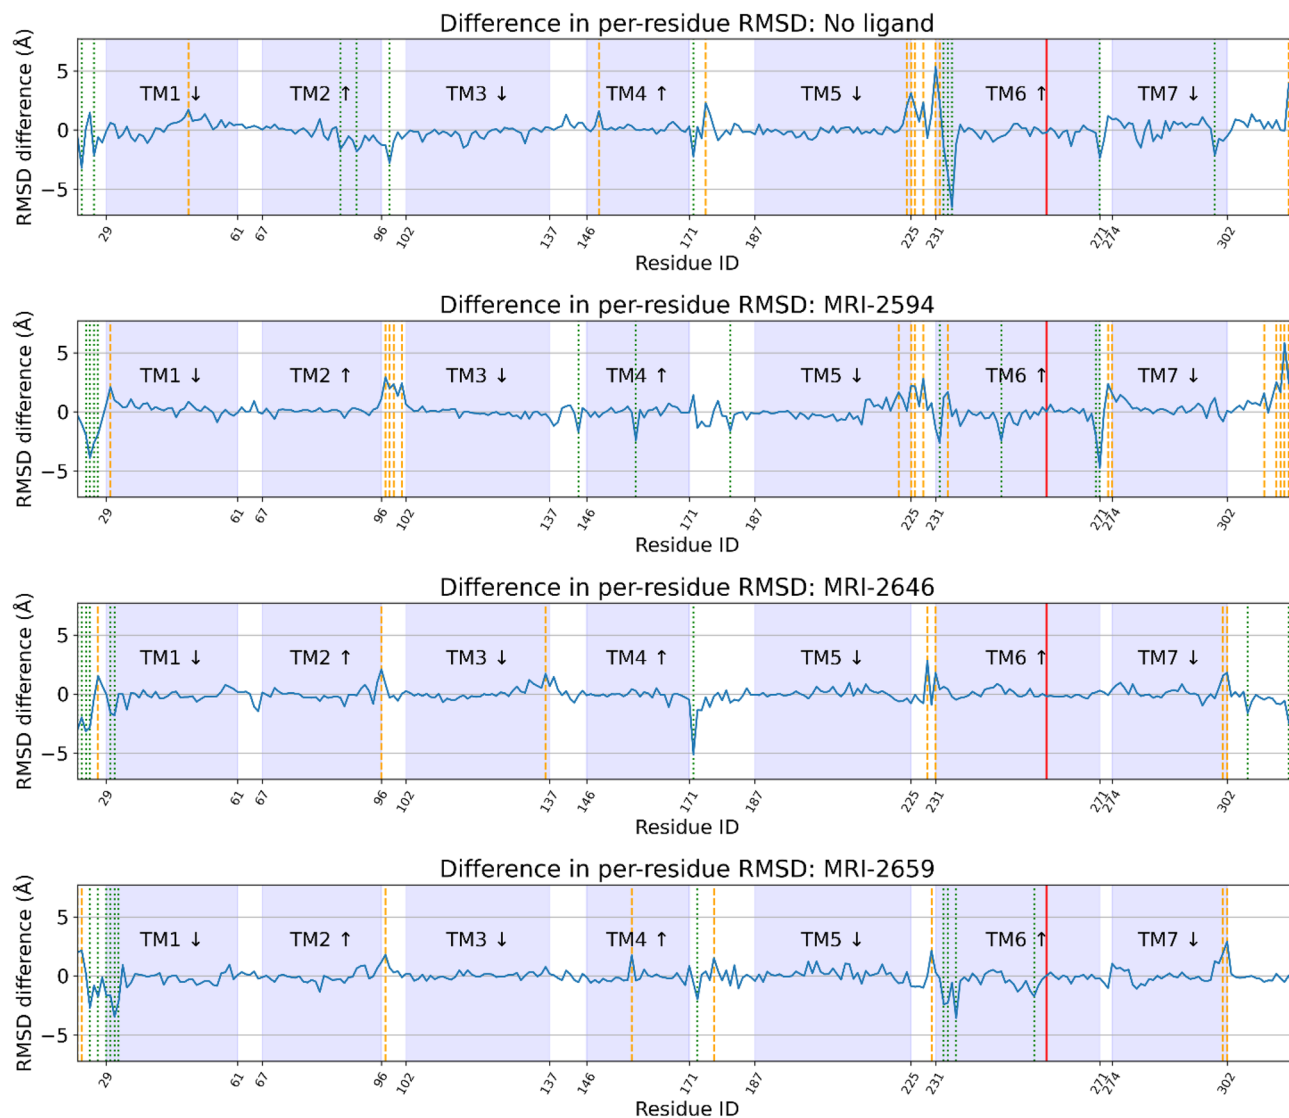 Difference in per-residue RMSD: No ligand
RMSD difference (Å)
5
0
−5
TM1 ↓ TM2 ↑ TM3 ↓ TM4 ↑ TM5 ↓ TM6 ↑ TM7 ↓
29 61 67 96 102 137 146 171 187 225 231 271 274 302
Residue ID
Difference in per-residue RMSD: MRI-2594
RMSD difference (Å)
5
0
−5
TM1 ↓ TM2 ↑ TM3 ↓ TM4 ↑ TM5 ↓ TM6 ↑ TM7 ↓
29 61 67 96 102 137 146 171 187 225 231 271 274 302
Residue ID
Difference in per-residue RMSD: MRI-2646
RMSD difference (Å)
5
0
−5
TM1 ↓ TM2 ↑ TM3 ↓ TM4 ↑ TM5 ↓ TM6 ↑ TM7 ↓
29 61 67 96 102 137 146 171 187 225 231 271 274 302
Residue ID
Difference in per-residue RMSD: MRI-2659
RMSD difference (Å)
5
0
−5
TM1 ↓ TM2 ↑ TM3 ↓ TM4 ↑ TM5 ↓ TM6 ↑ TM7 ↓
29 61 67 96 102 137 146 171 187 225 231 271 274 302
Residue ID